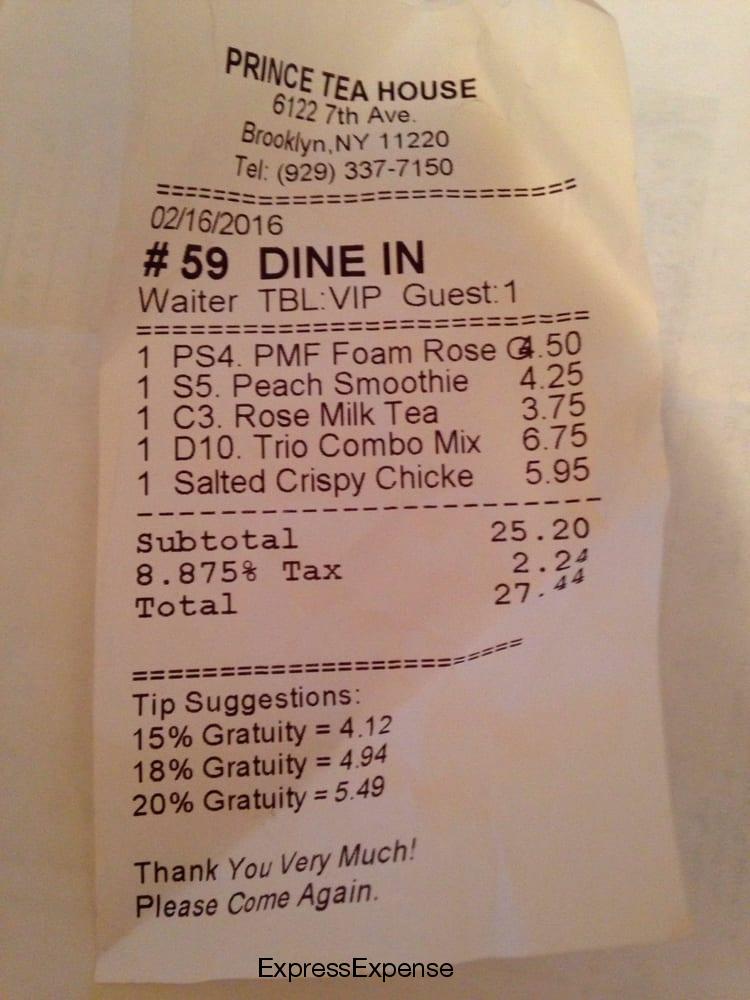 PRINCE TEA HOUSE
6122 7th Ave.
Brooklyn,NY 11220
Tel: (929) 337-7150
===============================
02/16/2016
# 59 DINE IN
Waiter TBL:VIP Guest:1
===============================
1 PS4. PMF Foam Rose 4.50
1 S5. Peach Smoothie 4.25
1 C3. Rose Milk Tea 3.75
1 D10. Trio Combo Mix 6.75
1 Salted Crispy Chicke 5.95
-------------------------------
Subtotal 25.20
8.875% Tax 2.24
Total 27.44
===========================
Tip Suggestions:
15% Gratuity = 4.12
18% Gratuity = 4.94
20% Gratuity = 5.49
Thank You Very Much!
Please Come Again.
ExpressExpense